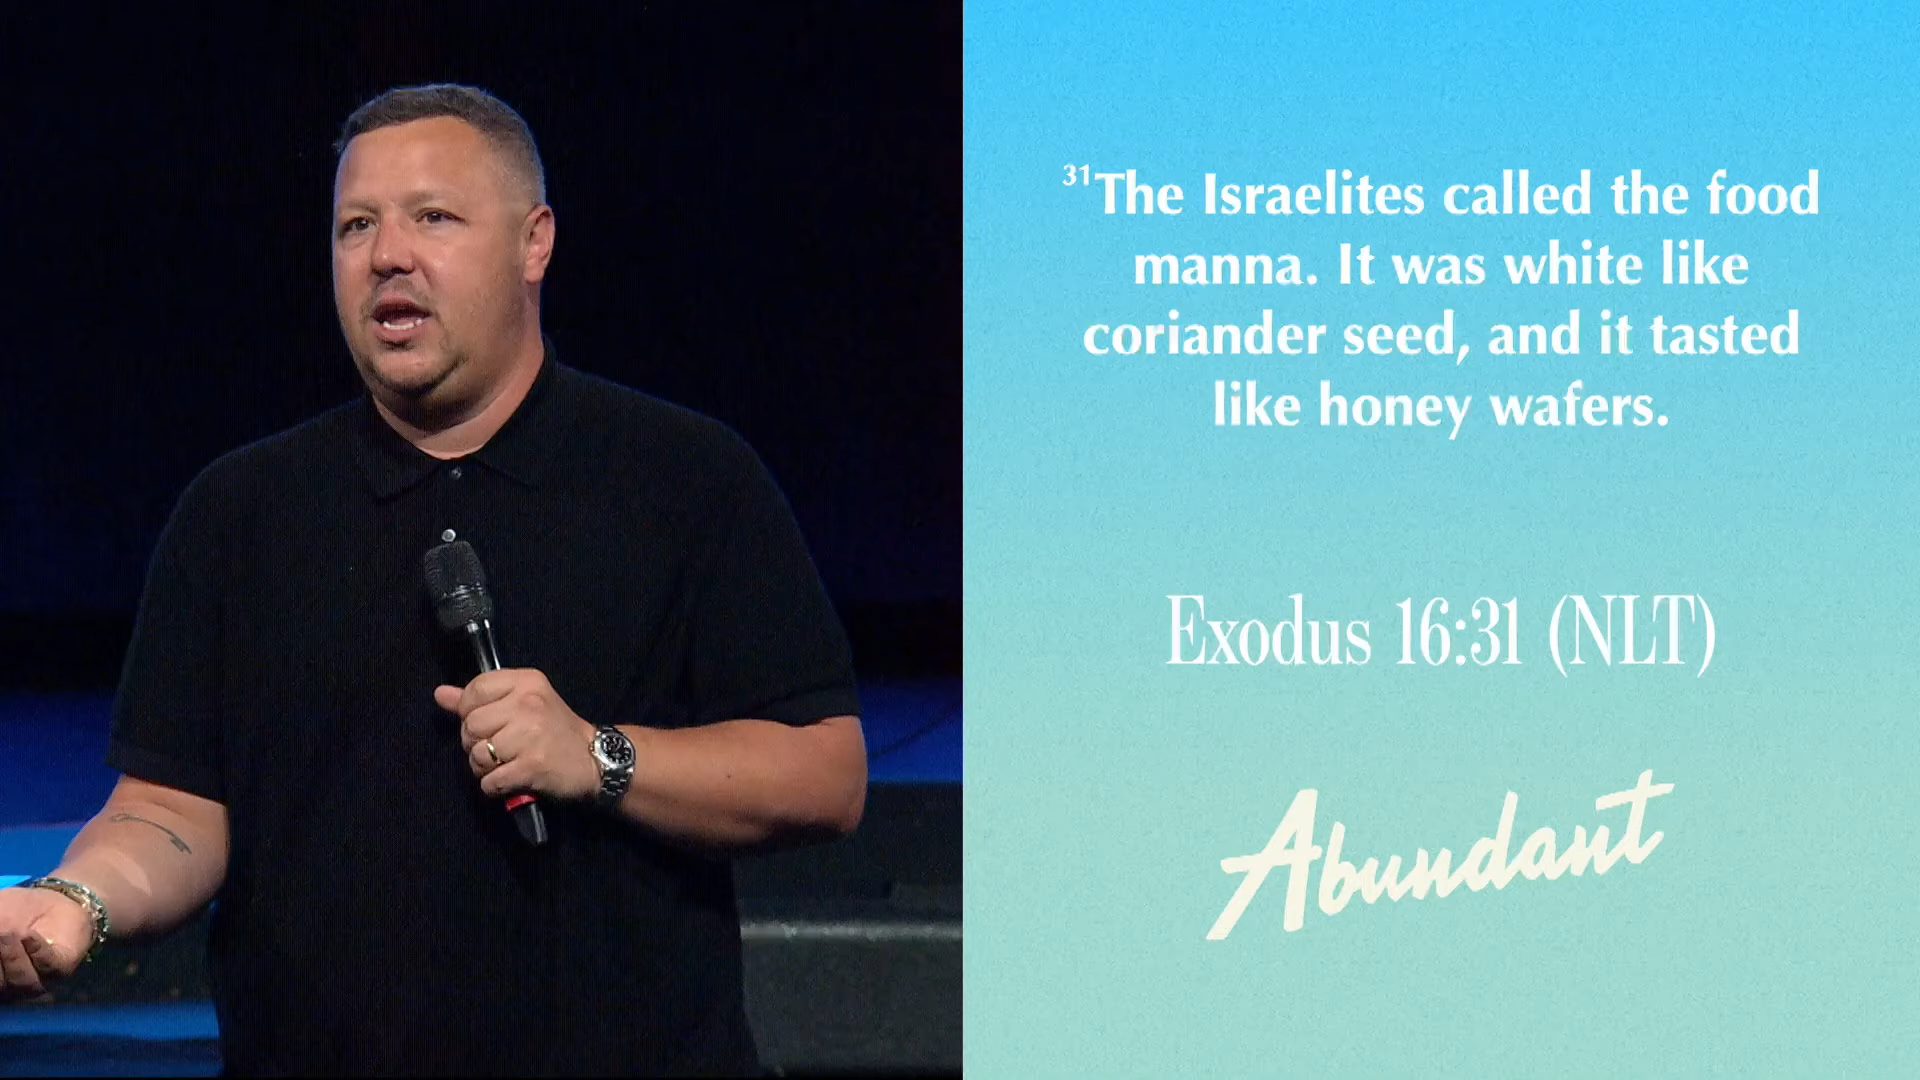 ³¹The Israelites called the food
manna. It was white like
coriander seed, and it tasted
like honey wafers.
Exodus 16:31 (NLT)
Abundant